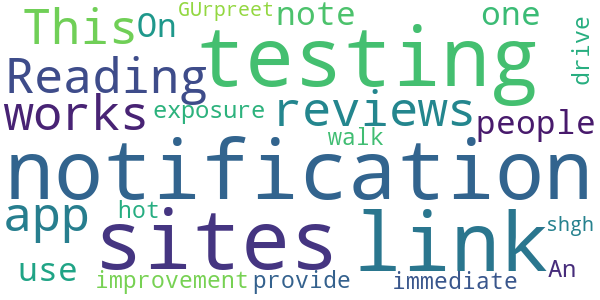 GUrpreet
This On note one
testing drive
Reading
works exposure reviews people
walk
notification
app hot sites link shgh
use An
improvement provide immediate